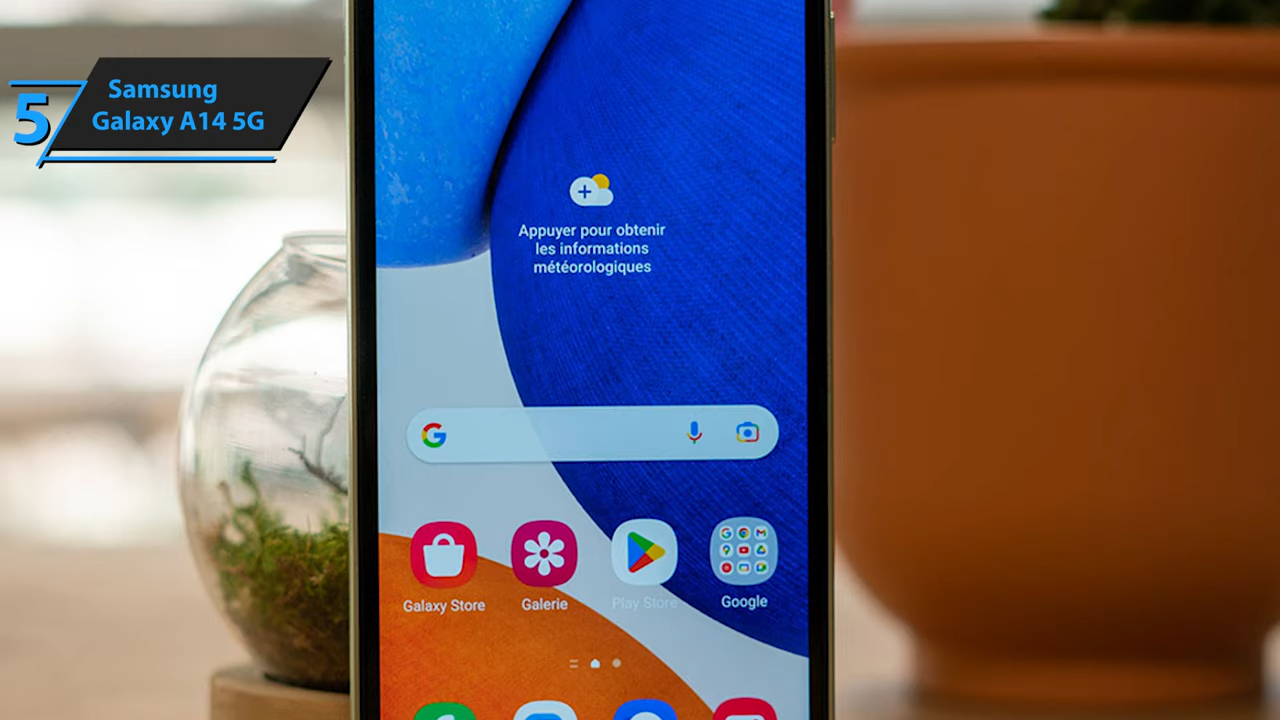 5
Samsung
Galaxy A14 5G
Appuyer pour obtenir
les informations
météorologiques
Galaxy Store
Galerie
Play Store
Google